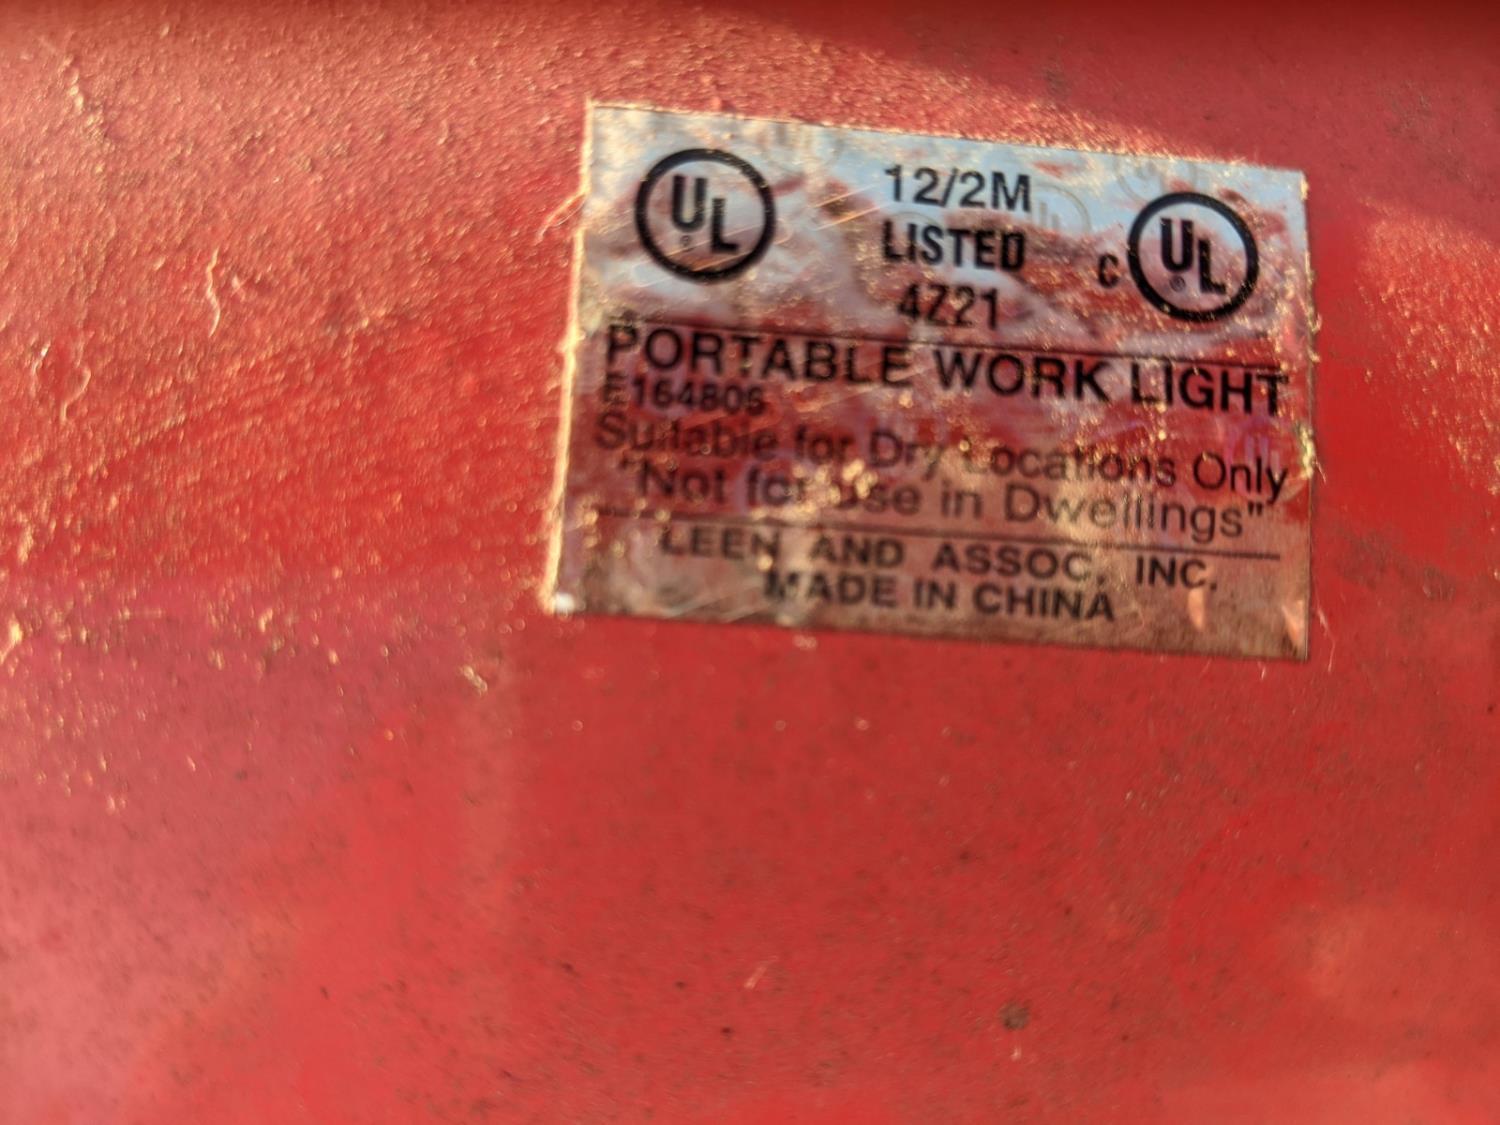 UL 12/2M
LISTED
4Z21
C UL
PORTABLE WORK LIGHT
E164806
Suitable for Dry Locations Only
"Not for Use in Dwellings"
LEEN AND ASSOC. INC.
MADE IN CHINA